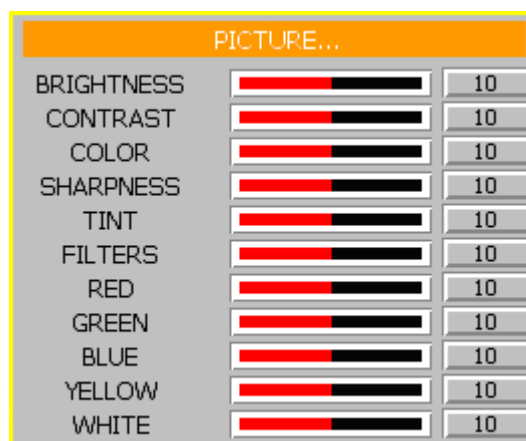 PICTURE...
BRIGHTNESS 10
CONTRAST 10
COLOR 10
SHARPNESS 10
TINT 10
FILTERS 10
RED 10
GREEN 10
BLUE 10
YELLOW 10
WHITE 10